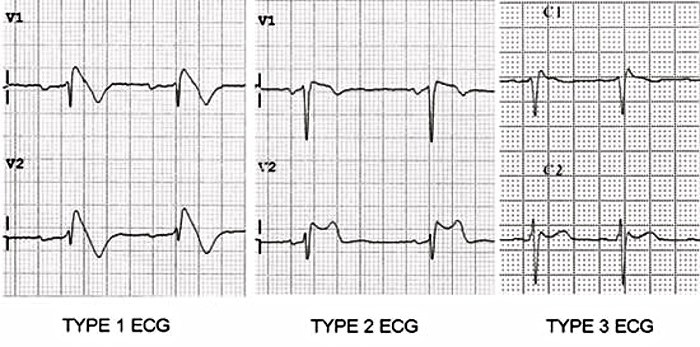 V1
V1
C1
V2
V2
C2
TYPE 1 ECG
TYPE 2 ECG
TYPE 3 ECG